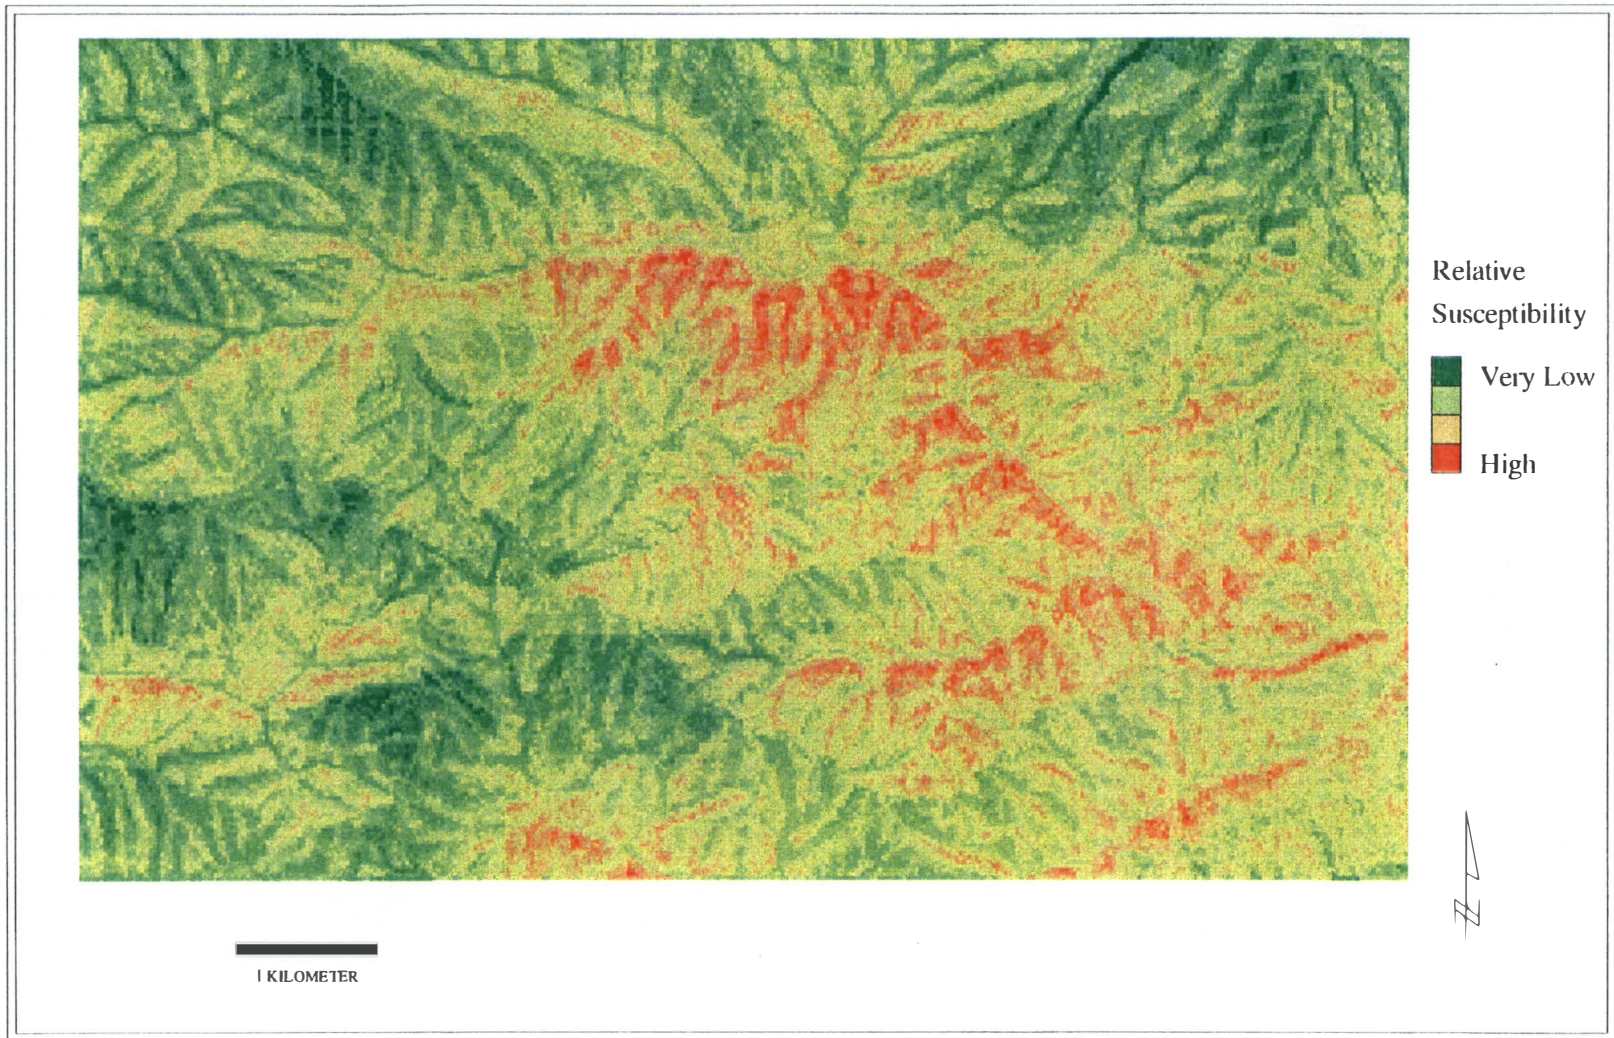 Relative
Susceptibility
Very Low
High
1 KILOMETER